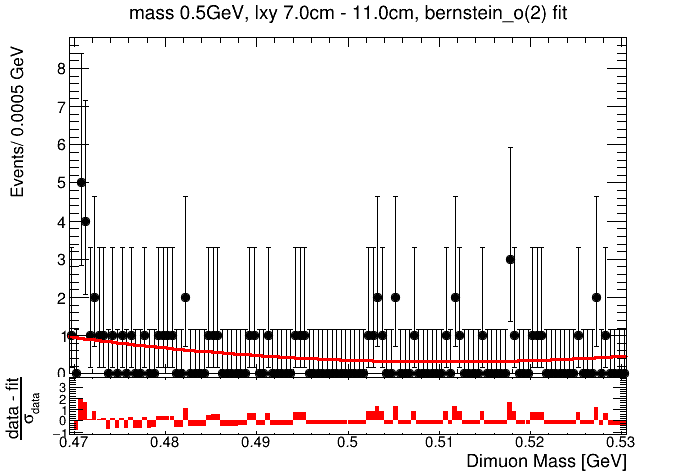 mass 0.5GeV, lxy 7.0cm - 11.0cm, bernstein_o(2) fit
Events/ 0.0005 GeV
8
7
6
5
4
3
2
1
0
data - fit
σdata
3
2
1
0
−1
0.47 0.48 0.49 0.5 0.51 0.52 0.53
Dimuon Mass [GeV]